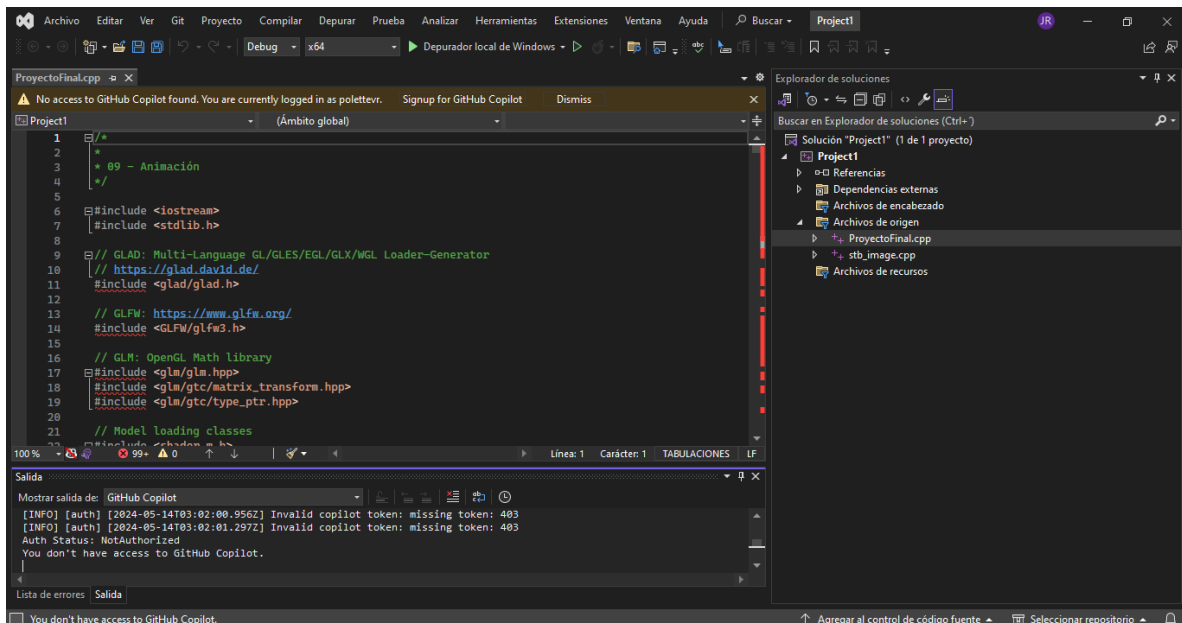 Archivo Editar Ver Git Proyecto Compilar Depurar Prueba Analizar Herramientas Extensiones Ventana Ayuda Buscar Project1 JR
Debug x64 Depurador local de Windows
ProyectoFinal.cpp
No access to GitHub Copilot found. You are currently logged in as polettevr. Signup for GitHub Copilot Dismiss
Project1 (Ámbito global)
1 /*
2 *
3 * 09 - Animación
4 */
5
6 #include <iostream>
7 #include <stdlib.h>
8
9 // GLAD: Multi-Language GL/GLES/EGL/GLX/WGL Loader-Generator
10 // https://glad.dav1d.de/
11 #include <glad/glad.h>
12
13 // GLFW: https://www.glfw.org/
14 #include <GLFW/glfw3.h>
15
16 // GLM: OpenGL Math library
17 #include <glm/glm.hpp>
18 #include <glm/gtc/matrix_transform.hpp>
19 #include <glm/gtc/type_ptr.hpp>
20
21 // Model loading classes
22 #include <shader_m.h>
100 % 99+ 0 Línea: 1 Carácter: 1 TABULACIONES LF
Salida
Mostrar salida de: GitHub Copilot
[INFO] [auth] [2024-05-14T03:02:00.956Z] Invalid copilot token: missing token: 403
[INFO] [auth] [2024-05-14T03:02:01.297Z] Invalid copilot token: missing token: 403
Auth Status: NotAuthorized
You don't have access to GitHub Copilot.
Lista de errores Salida
Explorador de soluciones
Buscar en Explorador de soluciones (Ctrl+´)
Solución "Project1" (1 de 1 proyecto)
Project1
Referencias
Dependencias externas
Archivos de encabezado
Archivos de origen
ProyectoFinal.cpp
stb_image.cpp
Archivos de recursos
You don't have access to GitHub Copilot. Agregar al control de código fuente Seleccionar repositorio